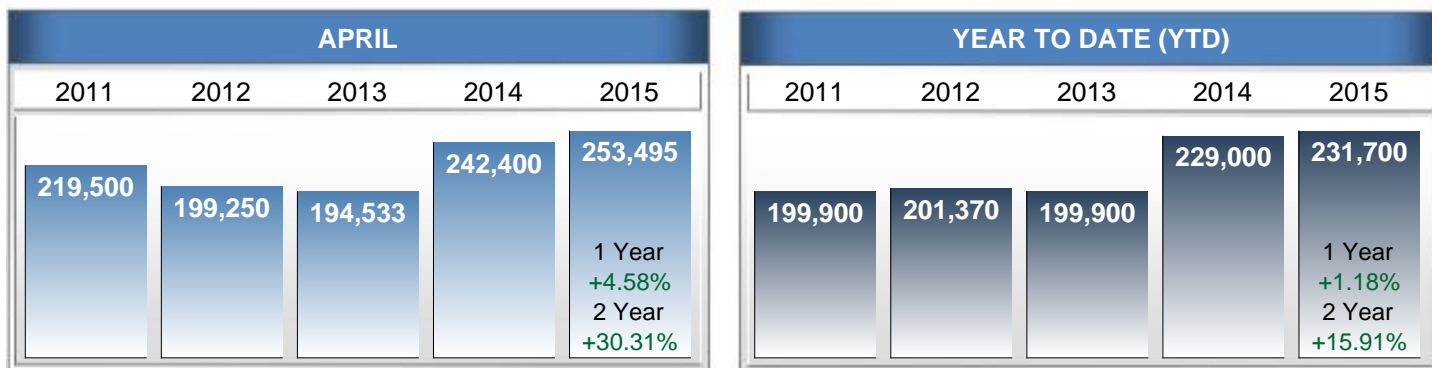 APRIL
2011 2012 2013 2014 2015
219,500 199,250 194,533 242,400 253,495
1 Year
+4.58%
2 Year
+30.31%
YEAR TO DATE (YTD)
2011 2012 2013 2014 2015
199,900 201,370 199,900 229,000 231,700
1 Year
+1.18%
2 Year
+15.91%